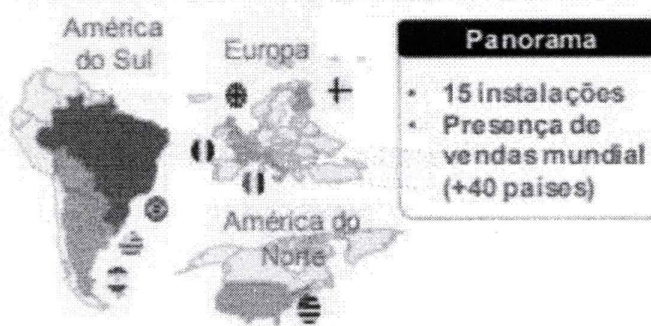 América
do Sul
Europa
América do
Norte
Panorama
• 15 instalações
• Presença de
vendas mundial
(+40 países)